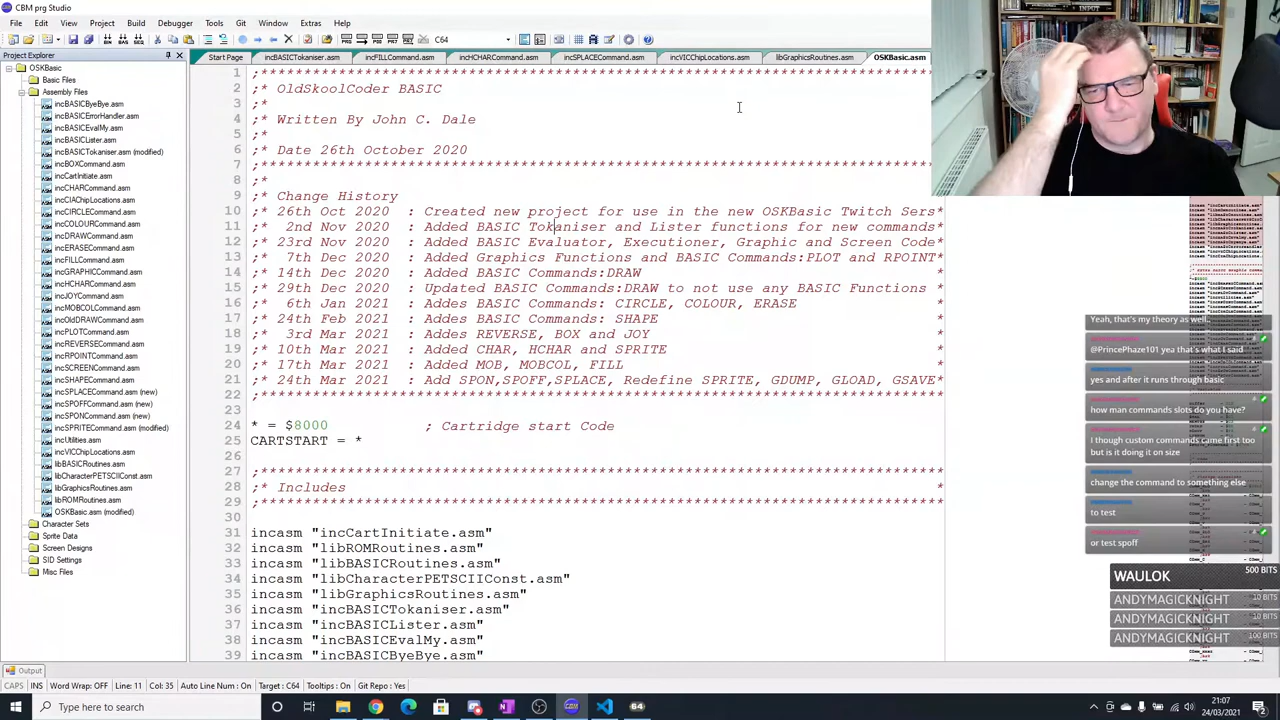 CBM prg Studio
File Edit View Project Build Debugger Tools Git Window Extras Help
C64
Project Explorer
OSKBasic
Basic Files
Assembly Files
incBASICByeBye.asm
incBASICErrorHandler.asm
incBASICEvalMy.asm
incBASICLister.asm
incBASICTokaniser.asm (modified)
incBOXCommand.asm
incCartInitiate.asm
incCHARCommand.asm
incCIAChipLocations.asm
incCIRCLECommand.asm
incCOLOURCommand.asm
incDRAWCommand.asm
incERASECommand.asm
incFILLCommand.asm
incGRAPHICCommand.asm
incHCHARCommand.asm
incJOYCommand.asm
incMOBCOLCommand.asm
incOldDRAWCommand.asm
incPLOTCommand.asm
incREVERSECommand.asm
incRPOINTCommand.asm
incSCREENCommand.asm
incSHAPECommand.asm
incSPLACECommand.asm (new)
incSPOFFCommand.asm (new)
incSPONCommand.asm (new)
incSPRITECommand.asm (modified)
incUtilities.asm
incVICChipLocations.asm
libBASICRoutines.asm
libCharacterPETSCIIConst.asm
libGraphicsRoutines.asm
libROMRoutines.asm
OSKBasic.asm (modified)
Character Sets
Sprite Data
Screen Designs
SID Settings
Misc Files
Start Page incBASICTokaniser.asm incFILLCommand.asm incHCHARCommand.asm incSPLACECommand.asm incVICChipLocations.asm libGraphicsRoutines.asm OSKBasic.asm
1
2 ;* OldSkoolCoder BASIC
3 ;*
4 ;* Written By John C. Dale
5 ;*
6 ;* Date 26th October 2020
7
8 ;*
9 ;* Change History
10 ;* 26th Oct 2020 : Created new project for use in the new OSKBasic Twitch Sers*
11 ;* 2nd Nov 2020 : Added BASIC Tokanises and Lister functions for new commands*
12 ;* 23rd Nov 2020 : Added BASIC Evaluator, Executioner, Graphic and Screen Code*
13 ;* 7th Dec 2020 : Added Graphic Functions and BASIC Commands:PLOT and RPOINT*
14 ;* 14th Dec 2020 : Added BASIC Commands:DRAW *
15 ;* 29th Dec 2020 : Updated BASIC Commands:DRAW to not use any BASIC Functions *
16 ;* 6th Jan 2021 : Addes BASIC Commands: CIRCLE, COLOUR, ERASE *
17 ;* 24th Feb 2021 : Addes BASIC Commands: SHAPE *
18 ;* 3rd Mar 2021 : Addes REVERSE, BOX and JOY *
19 ;* 10th Mar 2021 : Added CHAR, HCHAR and SPRITE *
20 ;* 17th Mar 2021 : Added MOB, MOBCOL, FILL *
21 ;* 24th Mar 2021 : Add SPON,SPOFF,SPLACE, Redefine SPRITE, GDUMP, GLOAD, GSAVE*
22
23
24 * = $8000 ; Cartridge start Code
25 CARTSTART = *
26
27
28 ;* Includes *
29
30
31 incasm "incCartInitiate.asm"
32 incasm "libROMRoutines.asm"
33 incasm "libBASICRoutines.asm"
34 incasm "libCharacterPETSCIIConst.asm"
35 incasm "libGraphicsRoutines.asm"
36 incasm "incBASICTokaniser.asm"
37 incasm "incBASICLister.asm"
38 incasm "incBASICEvalMy.asm"
39 incasm "incBASICByeBye.asm"
Yeah, that's my theory as well..
@PrincePhaze101 yea that's what I said
yes and after it runs through basic
how man commands slots do you have?
I though custom commands came first too
but is it doing it on size
change the command to something else
to test
or test spoff
WAULOK 500 BITS
ANDYMAGICKNIGHT 10 BITS
ANDYMAGICKNIGHT 10 BITS
ANDYMAGICKNIGHT 100 BITS
Output
CAPS INS Word Wrap: OFF Line: 11 Col: 35 Auto Line Num : On Target : C64 Tooltips : On Git Repo : Yes
Type here to search
21:07
24/03/2021
2